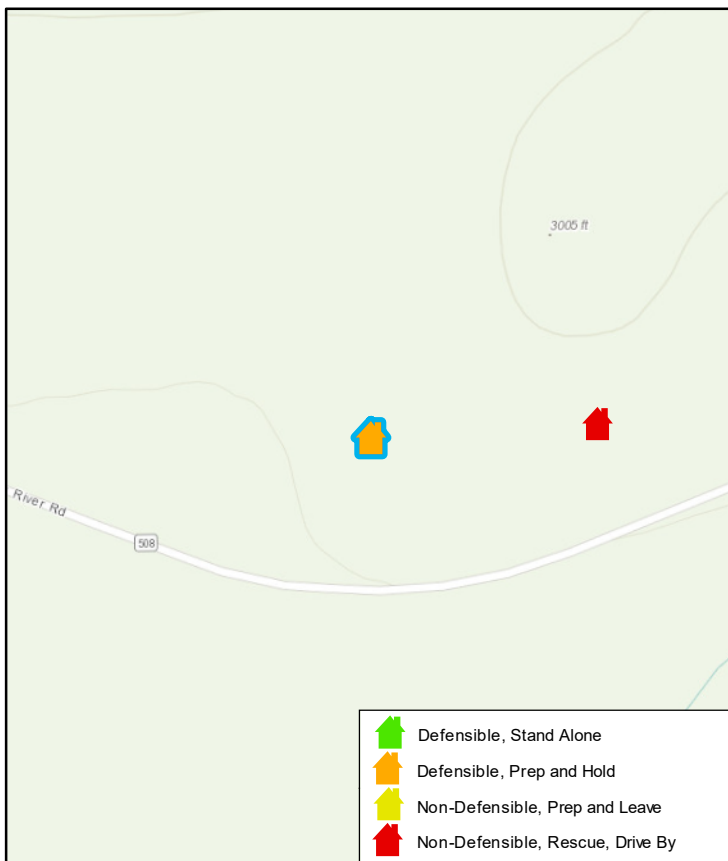 3005 ft
River Rd
508
Defensible, Stand Alone
Defensible, Prep and Hold
Non-Defensible, Prep and Leave
Non-Defensible, Rescue, Drive By